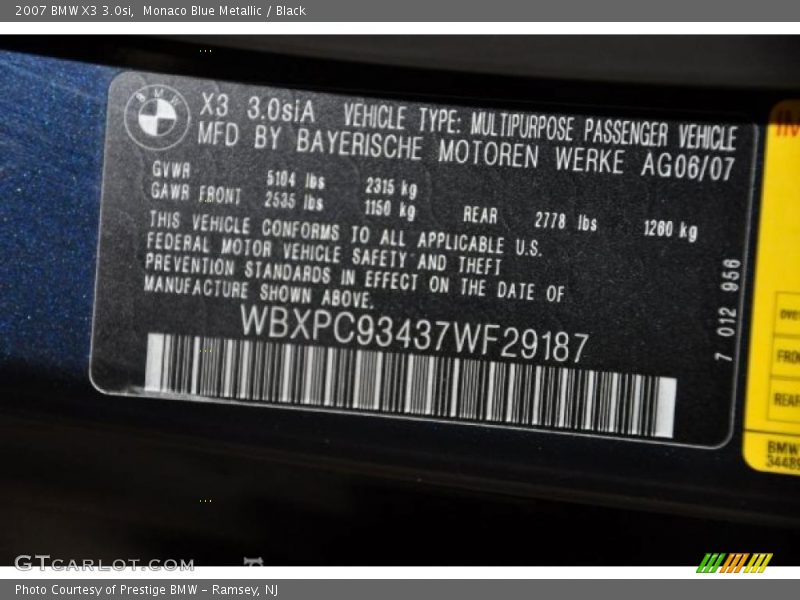 2007 BMW X3 3.0si, Monaco Blue Metallic / Black
BMW
X3 3.0siA VEHICLE TYPE: MULTIPURPOSE PASSENGER VEHICLE
MFD BY BAYERISCHE MOTOREN WERKE AG06/07
GVWR 5104 lbs 2315 kg
GAWR FRONT 2535 lbs 1150 kg REAR 2778 lbs 1260 kg
THIS VEHICLE CONFORMS TO ALL APPLICABLE U.S.
FEDERAL MOTOR VEHICLE SAFETY AND THEFT
PREVENTION STANDARDS IN EFFECT ON THE DATE OF
MANUFACTURE SHOWN ABOVE.
WBXPC93437WF29187
7 012 956
REAR
BMW
34489
GTCARLOT.COM
Photo Courtesy of Prestige BMW – Ramsey, NJ